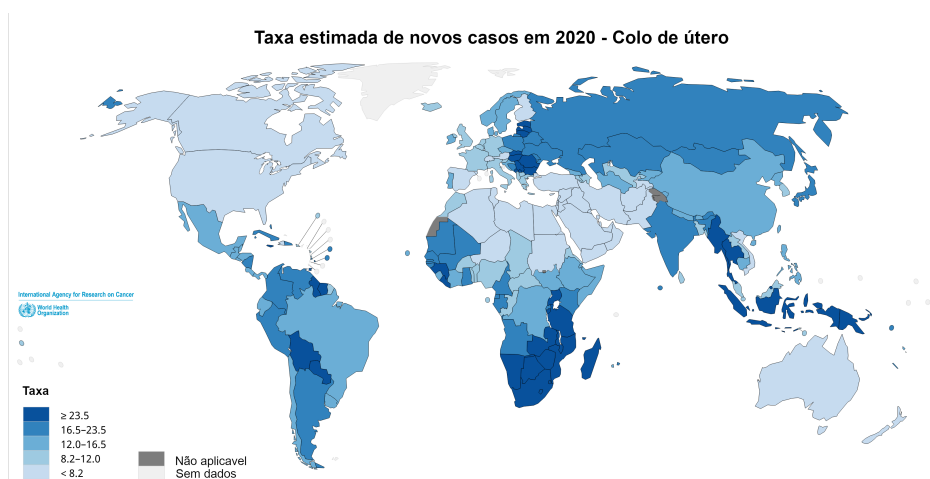 Taxa estimada de novos casos em 2020 - Colo de útero
International Agency for Research on Cancer
World Health
Organization
Taxa
≥ 23.5
16.5–23.5
12.0–16.5
8.2–12.0
< 8.2
Não aplicavel
Sem dados